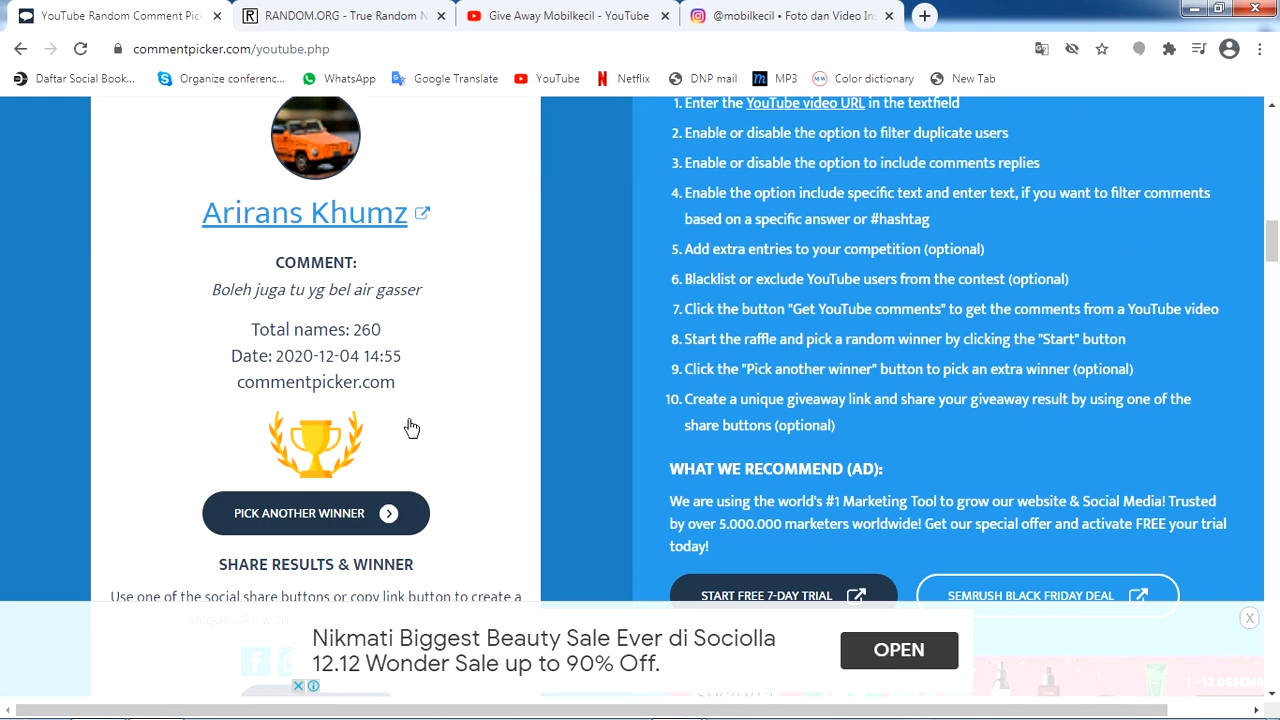 YouTube Random Comment Pic
RANDOM.ORG - True Random N
Give Away Mobilkecil - YouTube
@mobilkecil • Foto dan Video Ins
commentpicker.com/youtube.php
Daftar Social Book...
Organize conferenc...
WhatsApp
Google Translate
YouTube
Netflix
DNP mail
MP3
Color dictionary
New Tab
Arirans Khumz
COMMENT:
Boleh juga tu yg bel air gasser
Total names: 260
Date: 2020-12-04 14:55
commentpicker.com
PICK ANOTHER WINNER
SHARE RESULTS & WINNER
Use one of the social share buttons or copy link button to create a
unique URL with
1. Enter the YouTube video URL in the textfield
2. Enable or disable the option to filter duplicate users
3. Enable or disable the option to include comments replies
4. Enable the option include specific text and enter text, if you want to filter comments
based on a specific answer or #hashtag
5. Add extra entries to your competition (optional)
6. Blacklist or exclude YouTube users from the contest (optional)
7. Click the button "Get YouTube comments" to get the comments from a YouTube video
8. Start the raffle and pick a random winner by clicking the "Start" button
9. Click the "Pick another winner" button to pick an extra winner (optional)
10. Create a unique giveaway link and share your giveaway result by using one of the
share buttons (optional)
WHAT WE RECOMMEND (AD):
We are using the world's #1 Marketing Tool to grow our website & Social Media! Trusted
by over 5.000.000 marketers worldwide! Get our special offer and activate FREE your trial
today!
START FREE 7-DAY TRIAL
SEMRUSH BLACK FRIDAY DEAL
Nikmati Biggest Beauty Sale Ever di Sociolla
12.12 Wonder Sale up to 90% Off.
OPEN
1 - 12 DESEM